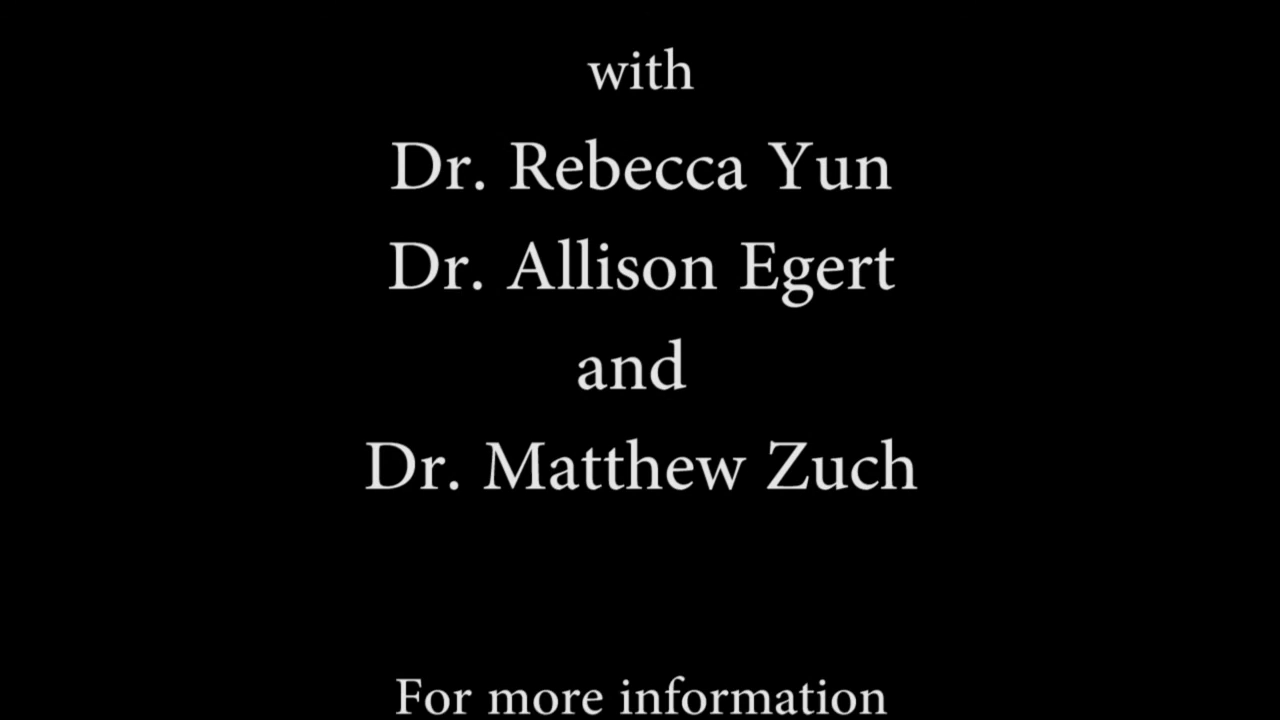 with
Dr. Rebecca Yun
Dr. Allison Egert
and
Dr. Matthew Zuch
For more information